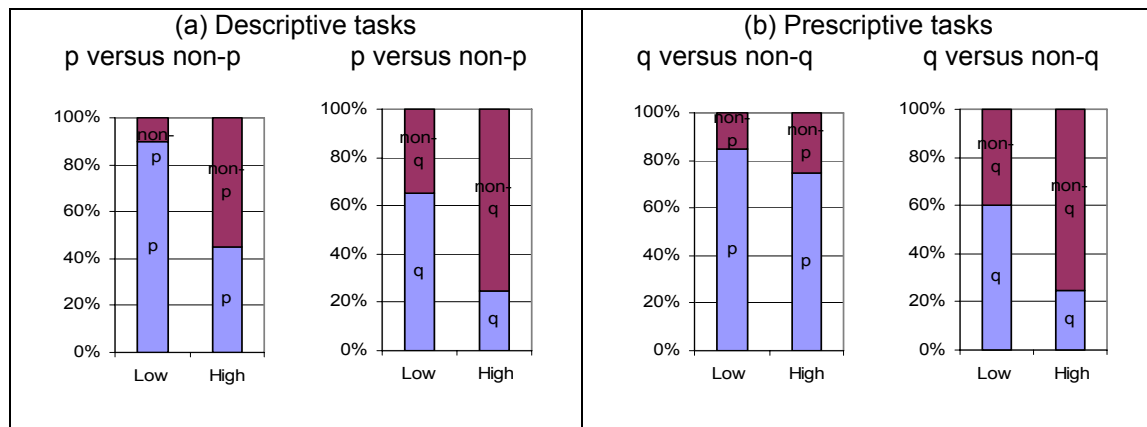 (a) Descriptive tasks
p versus non-p
p versus non-p
100%
80%
60%
40%
20%
0%
non-
p
p
non-
p
p
Low
High
100%
80%
60%
40%
20%
0%
non-
q
q
non-
q
q
Low
High
(b) Prescriptive tasks
q versus non-q
q versus non-q
100%
80%
60%
40%
20%
0%
non-
p
p
non-
p
p
Low
High
100%
80%
60%
40%
20%
0%
non-
q
q
non-
q
q
Low
High